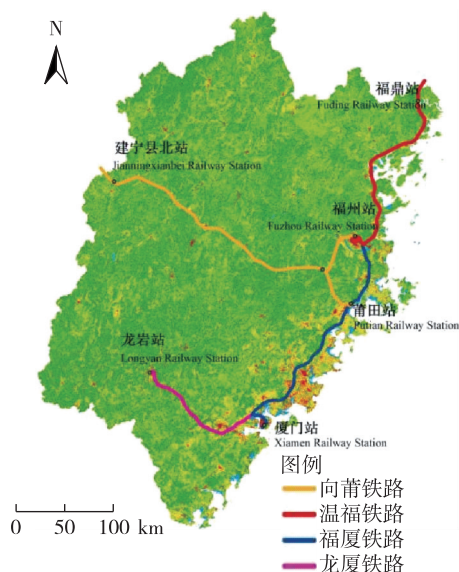 N
福鼎站
Fuding Railway Station
建宁县北站
Jianningxianbei Railway Station
福州站
Fuzhou Railway Station
莆田站
Putian Railway Station
龙岩站
Longyan Railway Station
厦门站
Xiamen Railway Station
图例
向莆铁路
温福铁路
福厦铁路
龙厦铁路
0 50 100 km